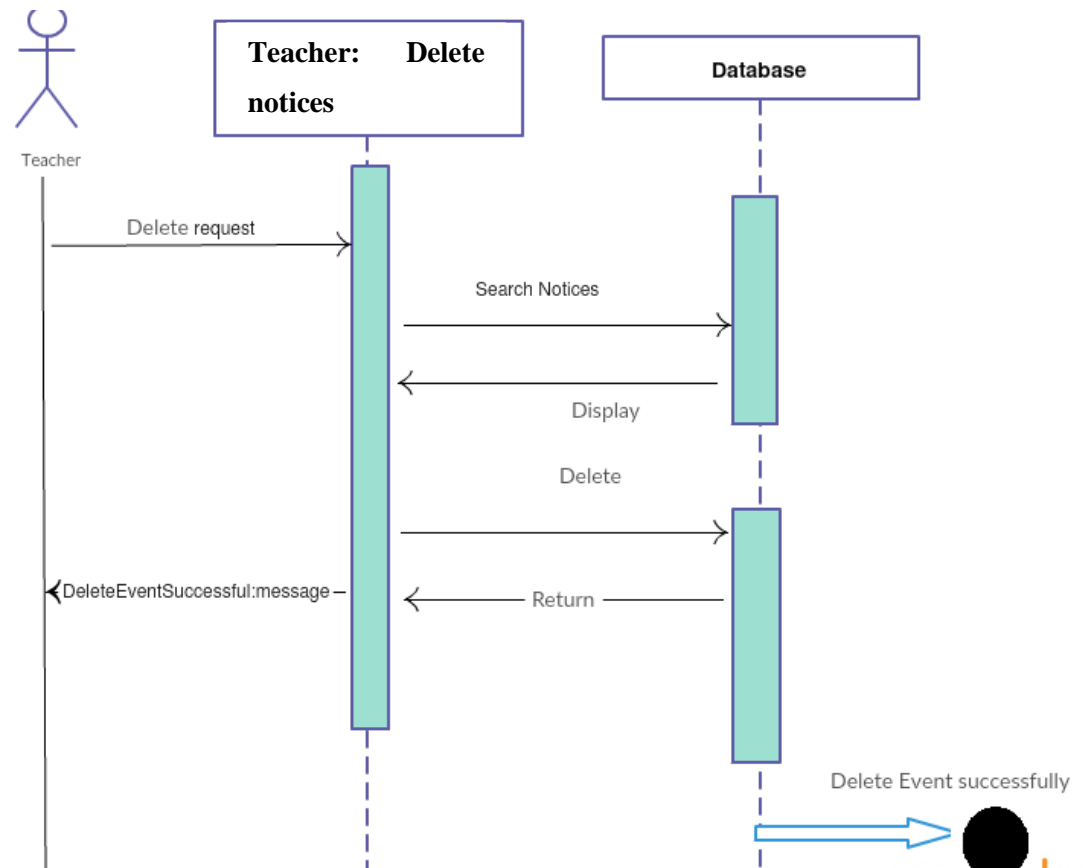 Teacher: Delete
notices
Database
Teacher
Delete request
Search Notices
Display
Delete
DeleteEventSuccessful:message
Return
Delete Event successfully